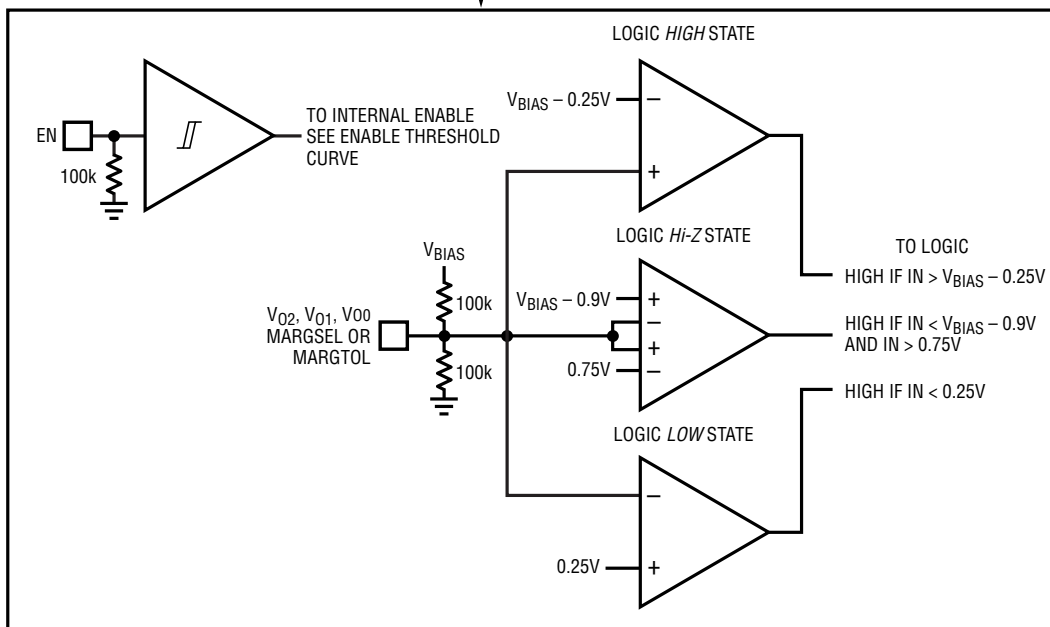 LOGIC HIGH STATE
VBIAS – 0.25V
–
+
EN
100k
TO INTERNAL ENABLE
SEE ENABLE THRESHOLD
CURVE
LOGIC Hi-Z STATE
TO LOGIC
HIGH IF IN > VBIAS – 0.25V
VBIAS
100k
VBIAS – 0.9V
+
–
+
–
0.75V
VO2, VO1, VO0
MARGSEL OR
MARGTOL
100k
HIGH IF IN < VBIAS – 0.9V
AND IN > 0.75V
HIGH IF IN < 0.25V
LOGIC LOW STATE
–
0.25V
+